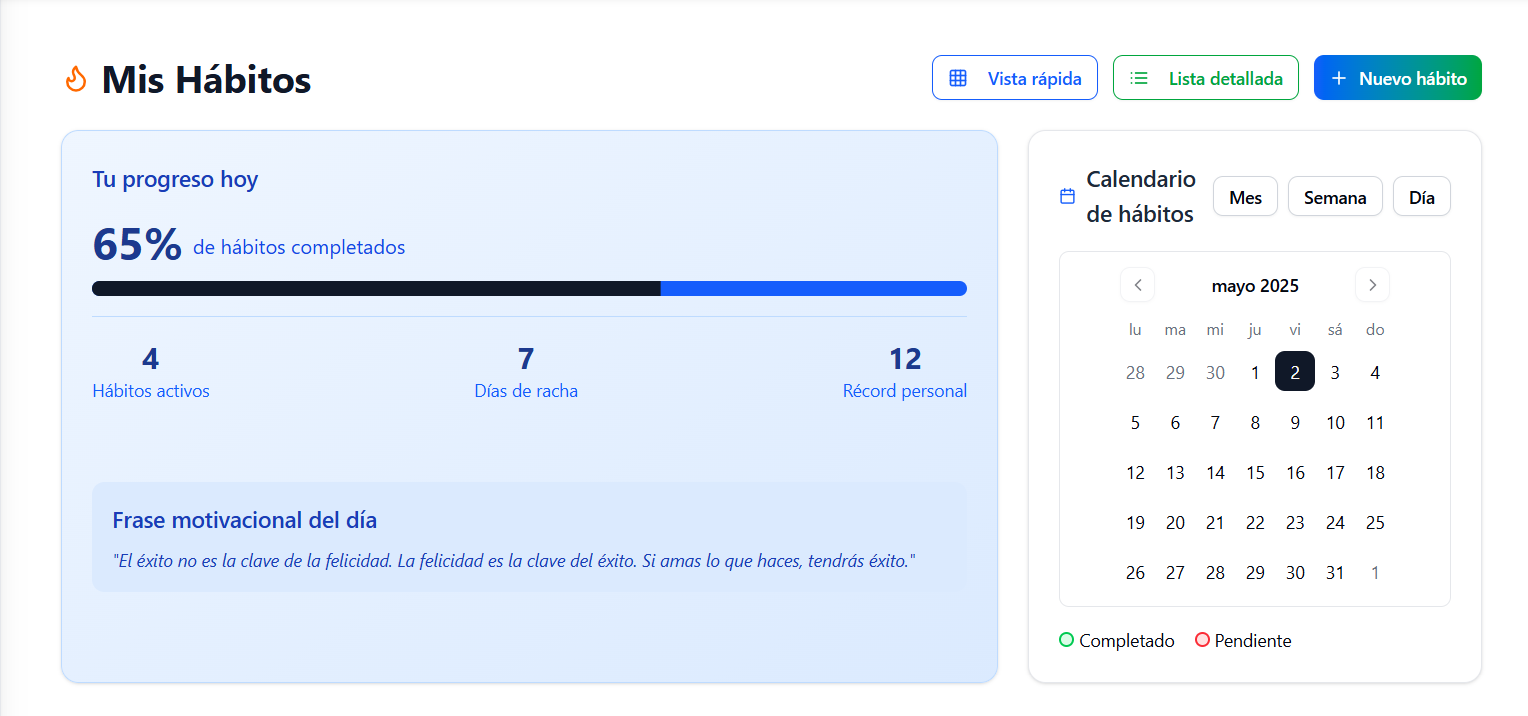 Mis Hábitos
Vista rápida
Lista detallada
Nuevo hábito
Tu progreso hoy
65% de hábitos completados
4
Hábitos activos
7
Días de racha
12
Récord personal
Frase motivacional del día
"El éxito no es la clave de la felicidad. La felicidad es la clave del éxito. Si amas lo que haces, tendrás éxito."
Calendario
de hábitos
Mes
Semana
Día
mayo 2025
lu ma mi ju vi sá do
28 29 30 1 2 3 4
5 6 7 8 9 10 11
12 13 14 15 16 17 18
19 20 21 22 23 24 25
26 27 28 29 30 31 1
Completado
Pendiente